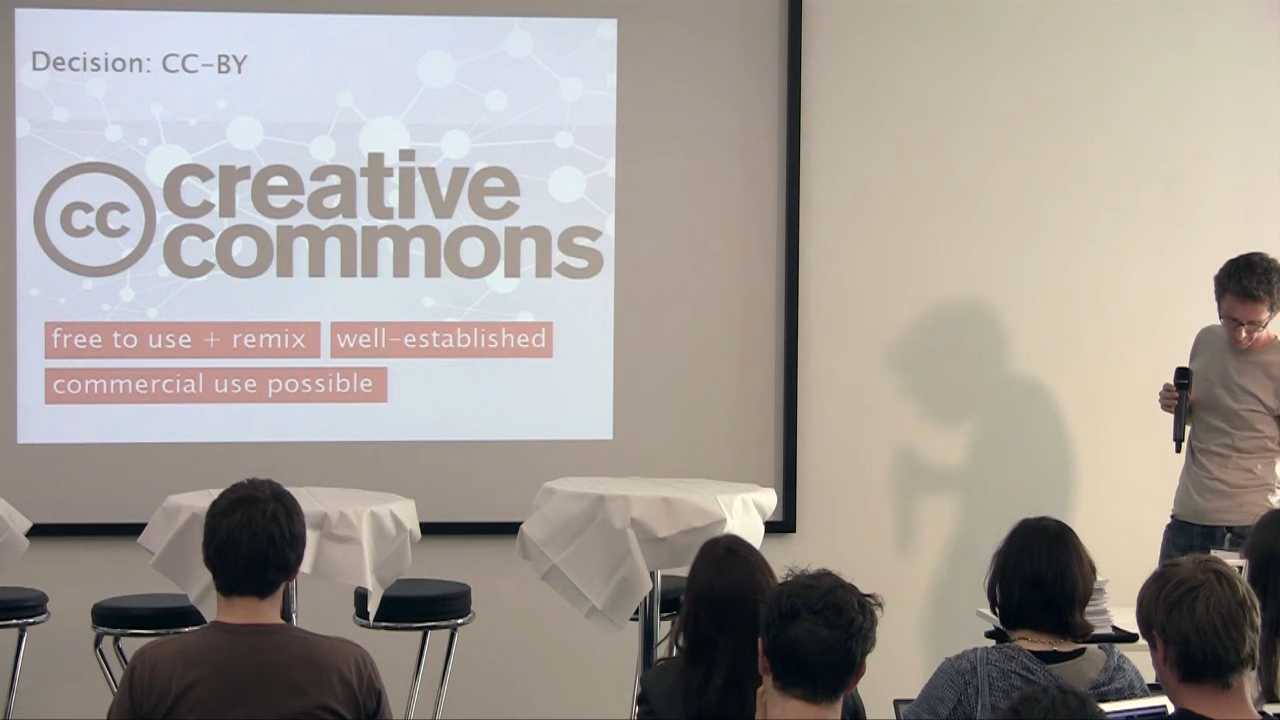 Decision: CC-BY
cc creative
commons
free to use + remix well-established
commercial use possible